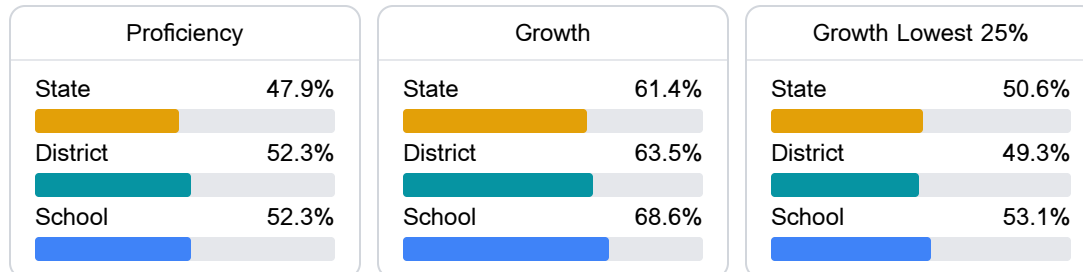 Proficiency
State 47.9%
District 52.3%
School 52.3%
Growth
State 61.4%
District 63.5%
School 68.6%
Growth Lowest 25%
State 50.6%
District 49.3%
School 53.1%